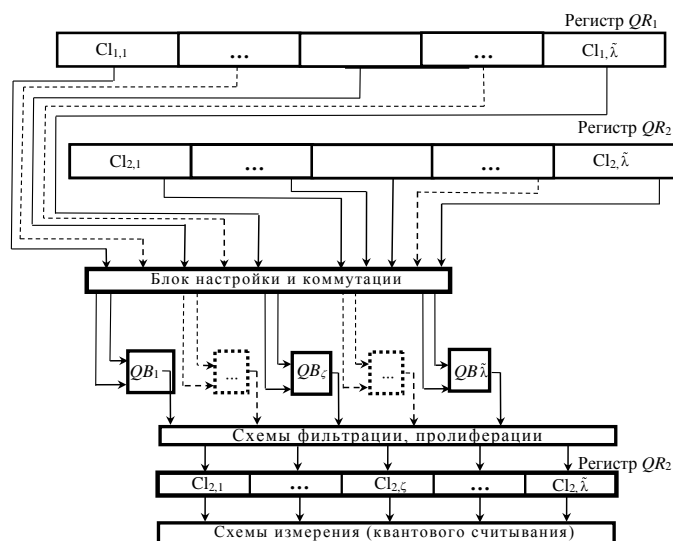 Регистр QR₁
Cl₁,₁ ... ... Cl₁,λ̃
Регистр QR₂
Cl₂,₁ ... ... Cl₂,λ̃
Блок настройки и коммутации
QB₁ ... QBζ ... QBλ̃
Схемы фильтрации, пролиферации
Регистр QR₂
Cl₂,₁ ... Cl₂,ζ ... Cl₂,λ̃
Схемы измерения (квантового считывания)